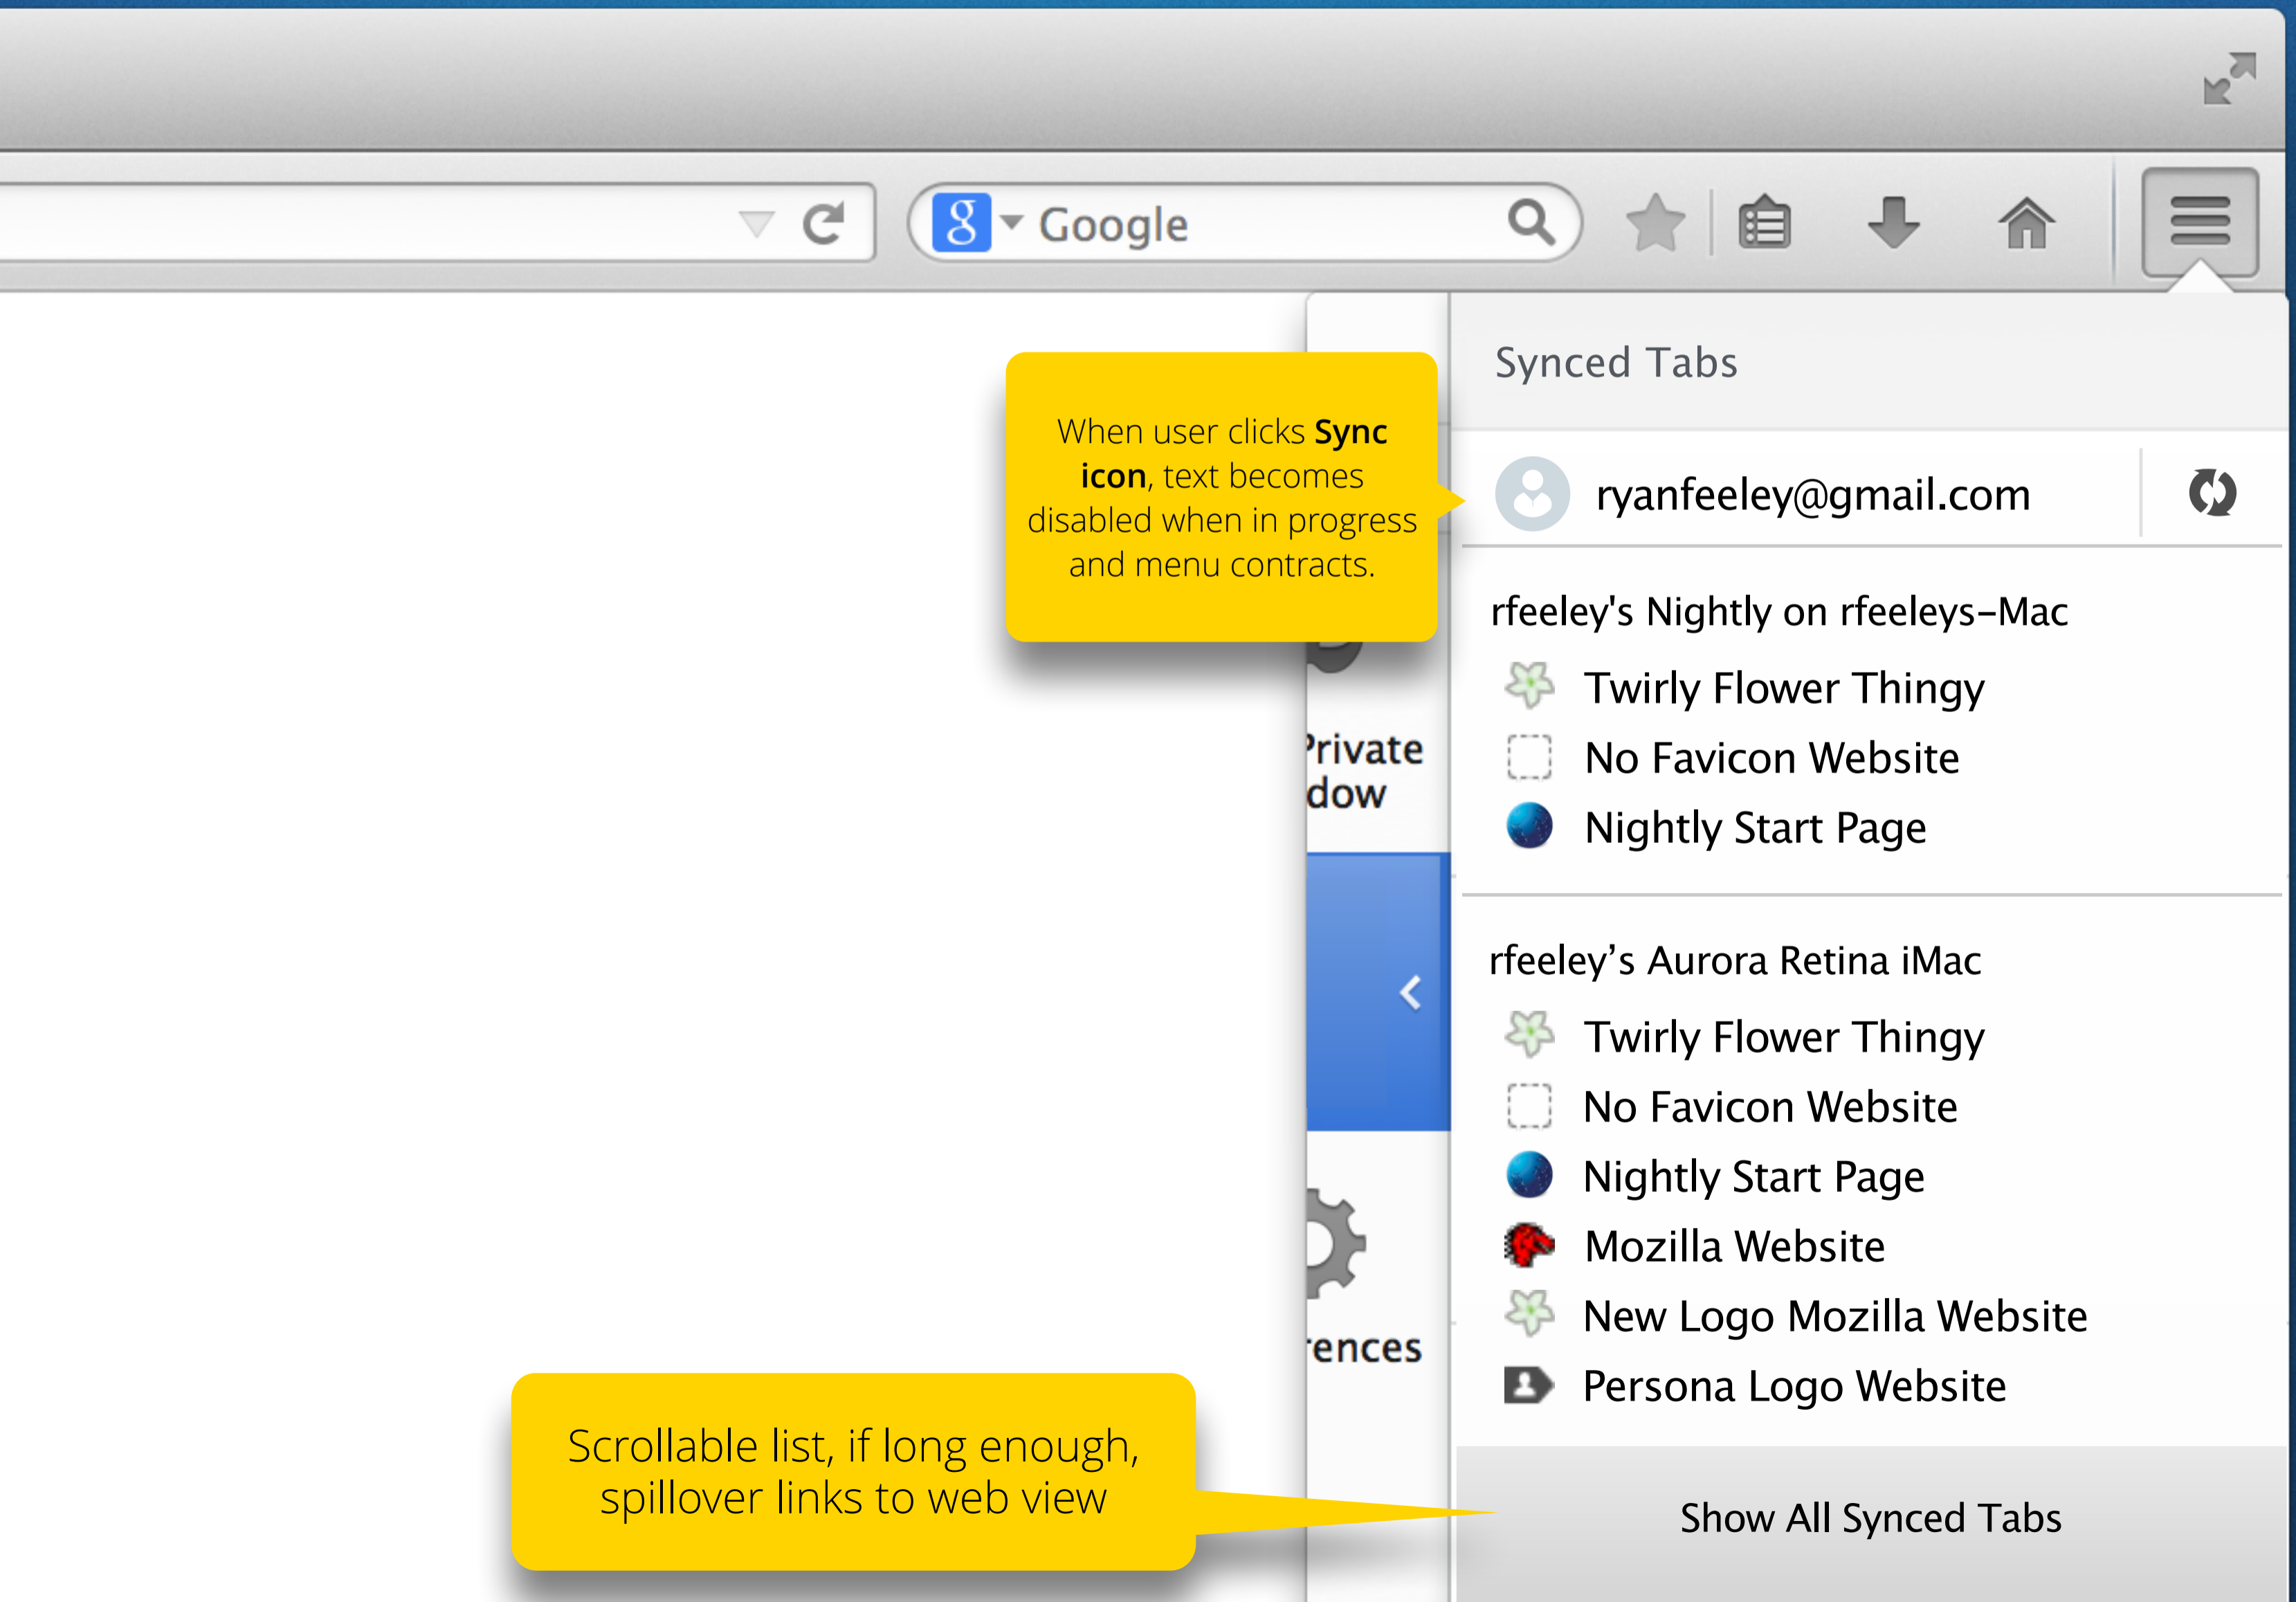 g Google
Synced Tabs
When user clicks Sync
icon, text becomes
disabled when in progress
and menu contracts.
ryanfeeley@gmail.com
rfeeley's Nightly on rfeeleys-Mac
Twirly Flower Thingy
No Favicon Website
Nightly Start Page
Private
dow
rfeeley’s Aurora Retina iMac
Twirly Flower Thingy
No Favicon Website
Nightly Start Page
Mozilla Website
New Logo Mozilla Website
Persona Logo Website
rences
Scrollable list, if long enough,
spillover links to web view
Show All Synced Tabs